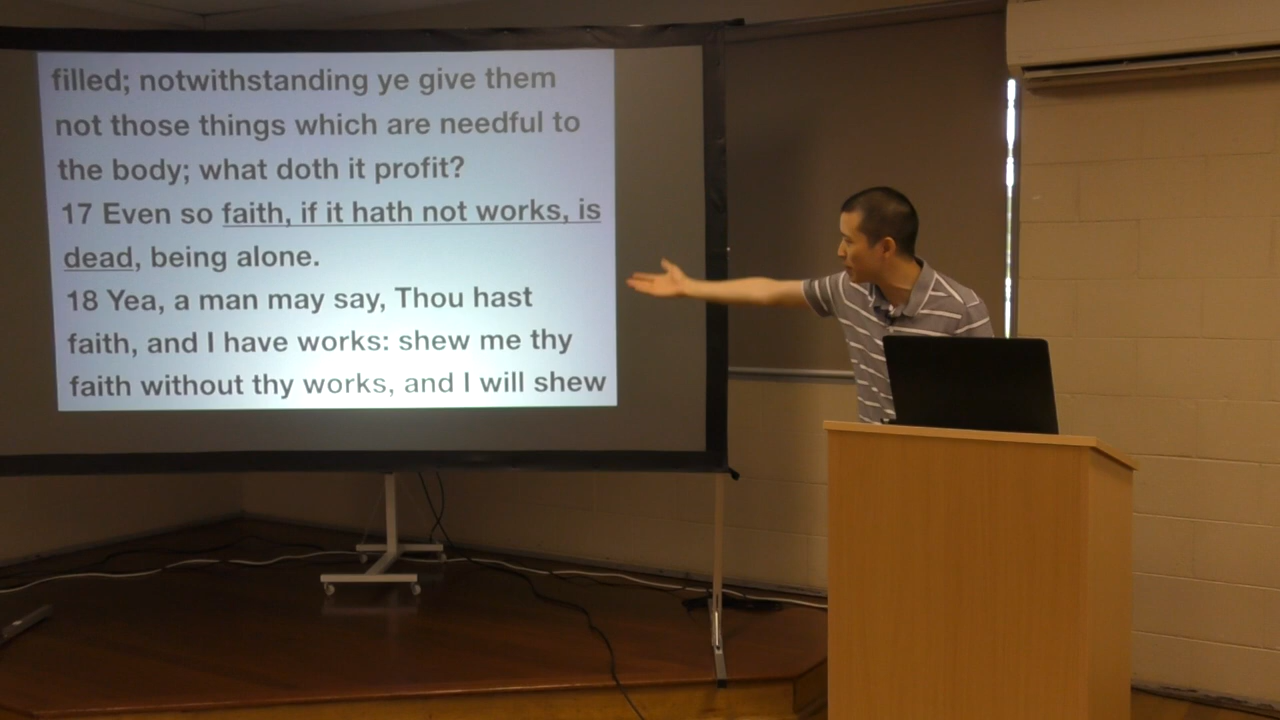 filled; notwithstanding ye give them
not those things which are needful to
the body; what doth it profit?
17 Even so faith, if it hath not works, is
dead, being alone.
18 Yea, a man may say, Thou hast
faith, and I have works: shew me thy
faith without thy works, and I will shew